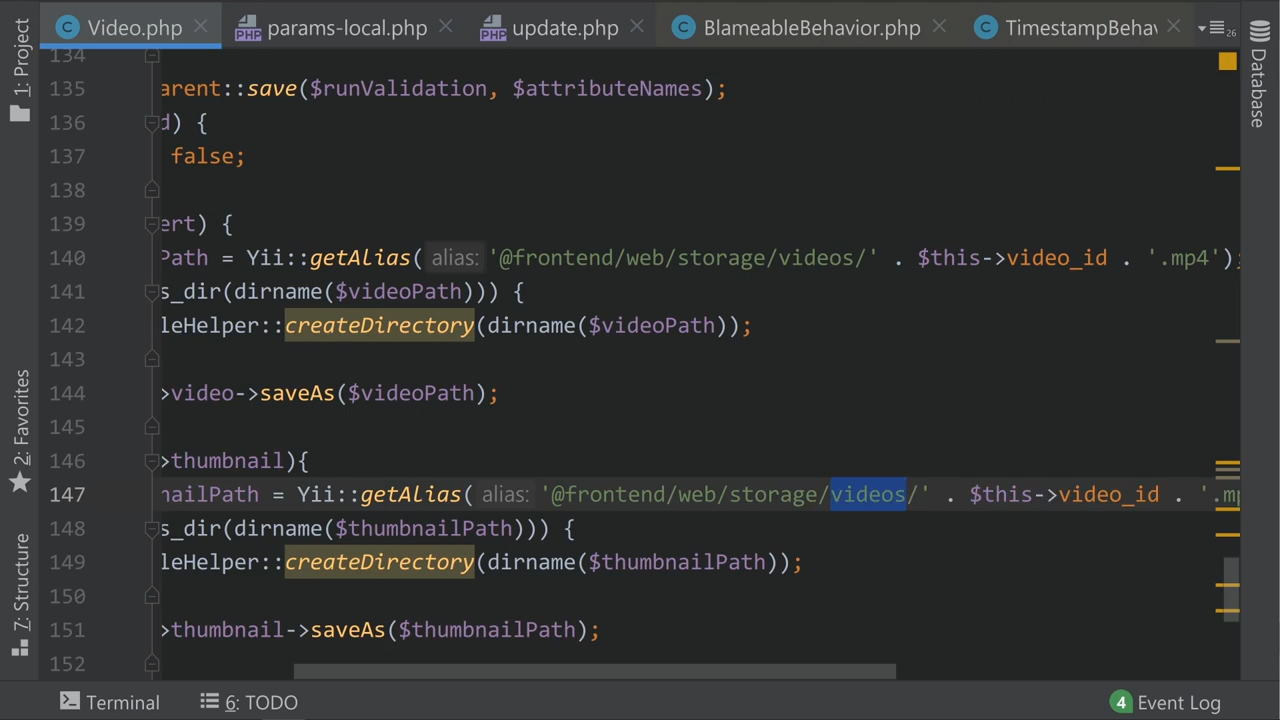 Video.php
params-local.php
update.php
BlameableBehavior.php
TimestampBehav
26
1: Project
2: Favorites
7: Structure
Database
134
135 arent::save($runValidation, $attributeNames);
136 d) {
137 false;
138
139 ert) {
140 Path = Yii::getAlias( alias: '@frontend/web/storage/videos/' . $this->video_id . '.mp4');
141 s_dir(dirname($videoPath))) {
142 leHelper::createDirectory(dirname($videoPath));
143
144 >video->saveAs($videoPath);
145
146 >thumbnail){
147 nailPath = Yii::getAlias( alias: '@frontend/web/storage/videos/' . $this->video_id . '.mp
148 s_dir(dirname($thumbnailPath))) {
149 leHelper::createDirectory(dirname($thumbnailPath));
150
151 >thumbnail->saveAs($thumbnailPath);
152
Terminal
6: TODO
4 Event Log